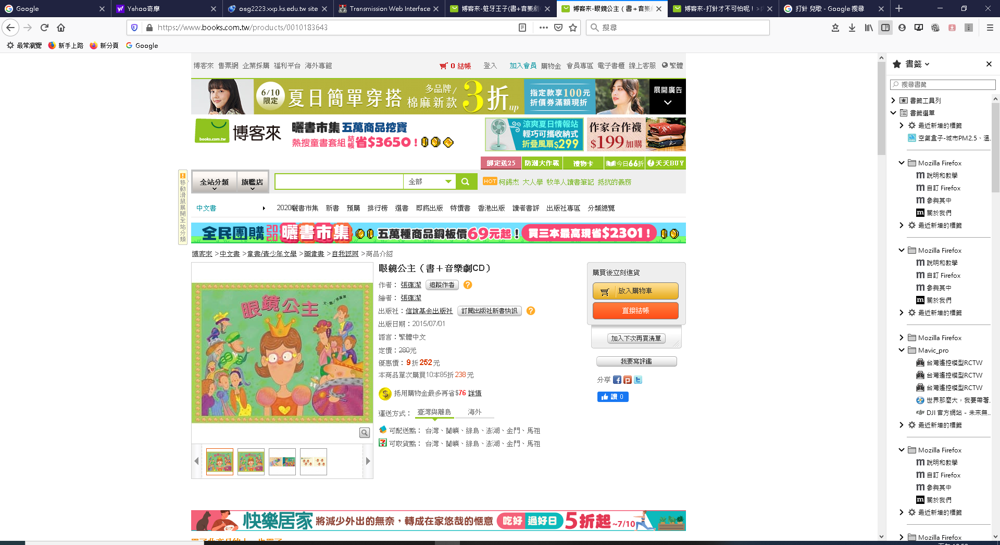 Google
Yahoo奇摩
oag2223.xxp.ks.edu.tw site
Transmission Web Interface
博客來-蛀牙王子(書+音樂劇
博客來-眼鏡公主（書＋音樂
博客來-打針才不可怕呢！>
打針 兒歌 - Google 搜尋
https://www.books.com.tw/products/0010183643
搜尋
最常瀏覽 新手上路 新分頁 Google
博客來 售票網 企業採購 福利平台 海外專館
0 結帳 登入 加入會員 購物金 會員專區 電子書櫃 線上客服 繁體
6/10
限定
夏日簡單穿搭
多品牌/
棉麻新款
3折up
指定款享100元
折價券滿額現折
展開廣告
books.com.tw
博客來
曬書市集 五萬商品挖寶
熱搜童書套組 結帳省$3650！
涼爽夏日情報站
輕巧可攜收納式
折疊風扇$299
作家合作襪
$199加購
綁定送25 防潮大作戰 禮物卡 今日66折 天天BUY
移動滑鼠展開全站分類
全站分類 旗艦店
全部
HOT 柯錫杰 大人學 牧羊人讀書筆記 抵抗的義務
中文書
2020曬書市集 新書 預購 排行榜 選書 即將出版 特價書 香港出版 讀者書評 出版社專區 分類總覽
全民團購 2020 曬書市集 五萬種商品銅板價69元起！ 買三本最高現省$2301！
博客來 >中文書 >童書/青少年文學 >圖畫書 >自我認同 >商品介紹
眼鏡公主
文・圖/張蓬潔
眼鏡公主（書＋音樂劇CD）
作者： 張蓬潔 追蹤作者 ?
繪者： 張蓬潔
出版社：信誼基金出版社 訂閱出版社新書快訊 ?
出版日期：2015/07/01
語言：繁體中文
定價：280元
優惠價：9折252元
本商品單次購買10本85折238元
$ 抵用購物金最多再省$76 詳情
運送方式： 臺灣與離島 海外
可配送點： 台灣、蘭嶼、綠島、澎湖、金門、馬祖
可取貨點： 台灣、蘭嶼、綠島、澎湖、金門、馬祖
購買後立刻進貨
放入購物車
直接結帳
加入下次再買清單
我要寫評鑑
分享
讚 0
快樂居家 將減少外出的無奈，轉成在家悠哉的愜意 吃好 過好日 5折起 ~7/10
書籤
搜尋書籤
書籤工具列
書籤選單
最近新增的標籤
空氣盒子-城市PM2.5、溫..
Mozilla Firefox
說明和教學
自訂 Firefox
參與其中
關於我們
最近新增的標籤
Mozilla Firefox
說明和教學
自訂 Firefox
參與其中
關於我們
最近新增的標籤
Mozilla Firefox
Mavic_pro
台灣遙控模型RCTW
台灣遙控模型RCTW
台灣遙控模型RCTW
世界那麼大，我要帶著..
DJI 官方網站 - 未來無..
最近新增的標籤
Mozilla Firefox
說明和教學
自訂 Firefox
參與其中
關於我們
最近新增的標籤
Mozilla Firefox